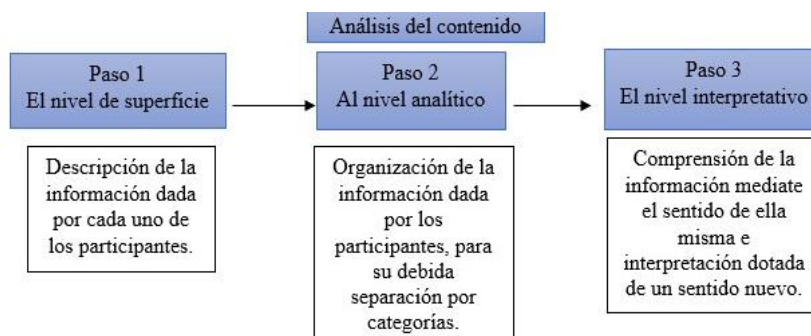 Análisis del contenido
Paso 1
El nivel de superficie
Descripción de la
información dada
por cada uno de
los participantes.
Paso 2
Al nivel analítico
Organización de la
información dada
por los
participantes, para
su debida
separación por
categorías.
Paso 3
El nivel interpretativo
Comprensión de la
información mediate
el sentido de ella
misma e
interpretación dotada
de un sentido nuevo.